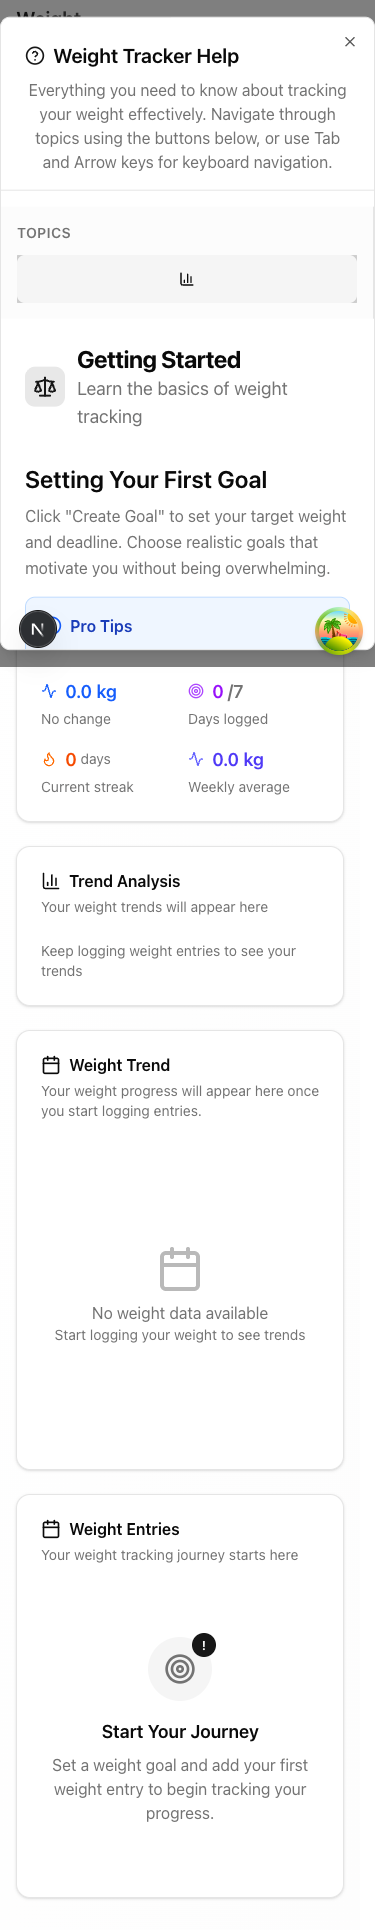 Weight
Weight Tracker Help
Everything you need to know about tracking
your weight effectively. Navigate through
topics using the buttons below, or use Tab
and Arrow keys for keyboard navigation.
TOPICS
Getting Started
Learn the basics of weight
tracking
Setting Your First Goal
Click "Create Goal" to set your target weight
and deadline. Choose realistic goals that
motivate you without being overwhelming.
N
Pro Tips
0.0 kg
No change
0 /7
Days logged
0 days
Current streak
0.0 kg
Weekly average
Trend Analysis
Your weight trends will appear here
Keep logging weight entries to see your
trends
Weight Trend
Your weight progress will appear here once
you start logging entries.
No weight data available
Start logging your weight to see trends
Weight Entries
Your weight tracking journey starts here
!
Start Your Journey
Set a weight goal and add your first
weight entry to begin tracking your
progress.